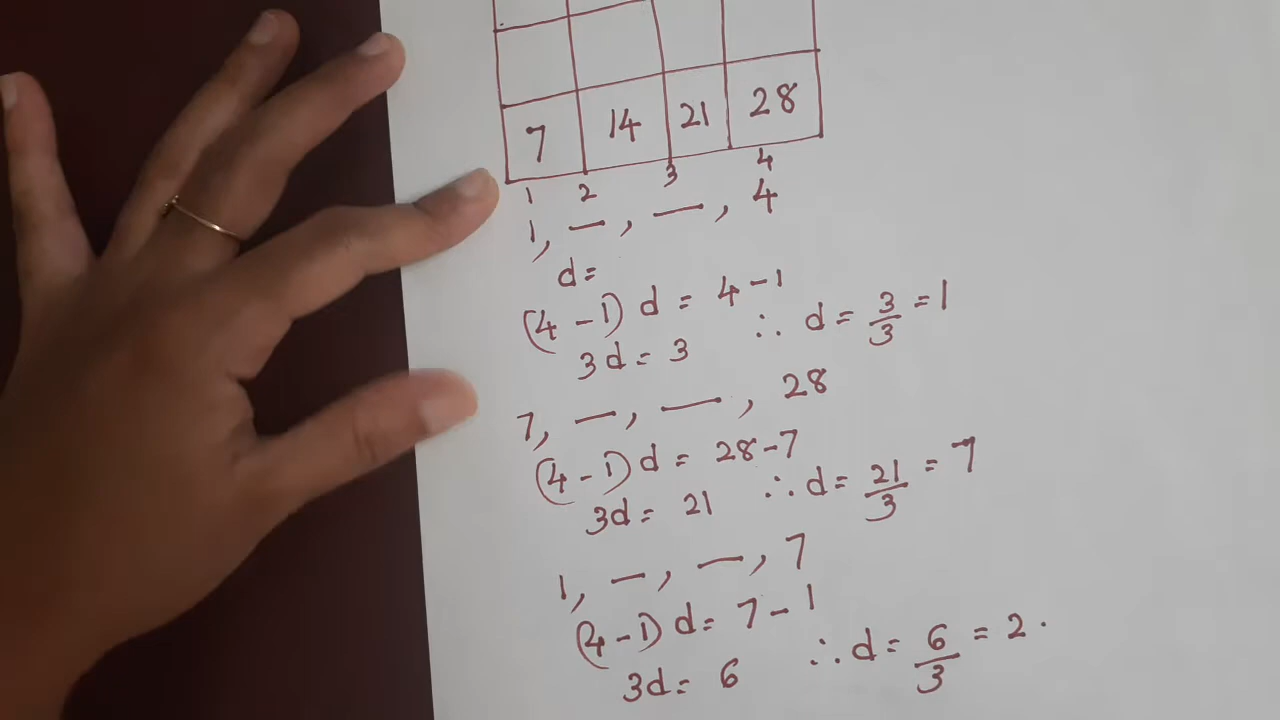 7 14 21 28
1 2 3 4
1, —, —, 4
d=
(4-1) d = 4-1
3d = 3 ∴ d = 3/3 = 1
7, —, —, 28
(4-1) d = 28-7
3d = 21 ∴ d = 21/3 = 7
1, —, —, 7
(4-1) d = 7-1
3d = 6 ∴ d = 6/3 = 2.